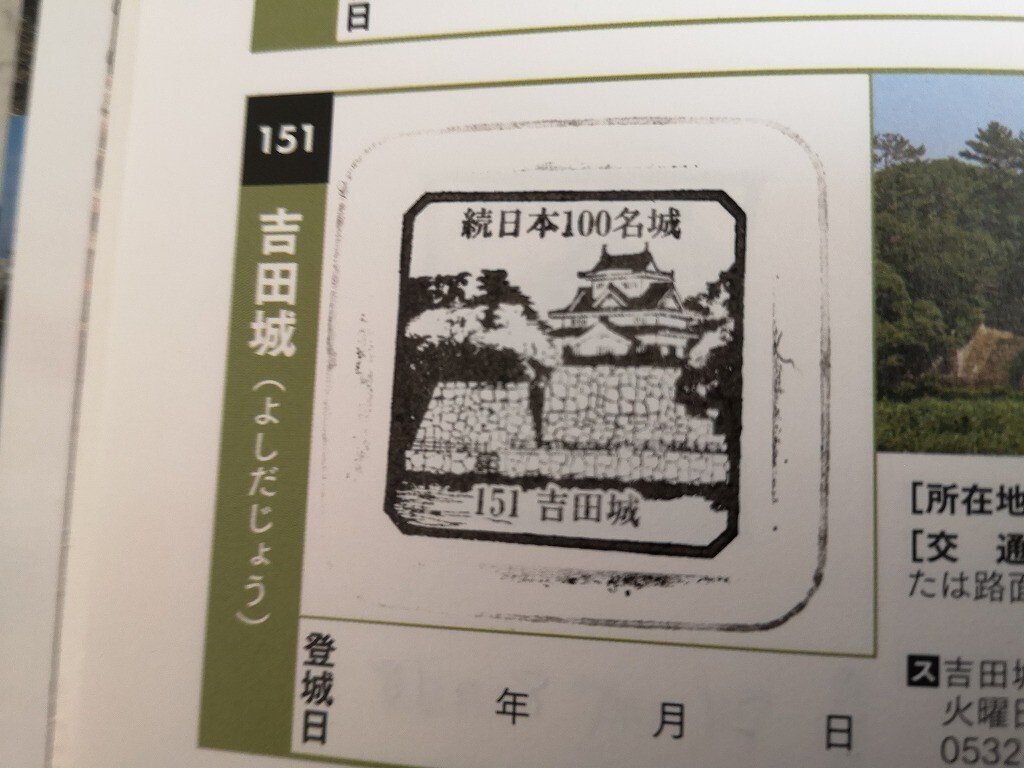 日
151
吉田城(よしだじょう)
続日本100名城
151 吉田城
登城日
年 月 日
[所在地
[交 通
たは路面
ス吉田城
火曜日
0532